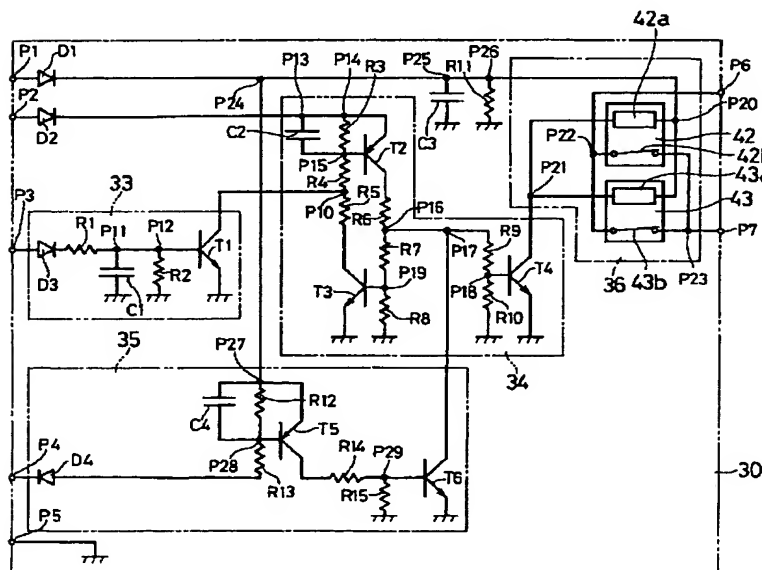 42a
P1 D1 P13 P14 R3 P25 P26 R11
P24
P2 D2 C2 P15 R4 T2 C3 P6
P20
P22 42
P10 R5 P21
R6 P16
P3 33
R1 P11 P12 T1
D3 C1 R2
P17 R9
R7 P18 T4
T3 P19 R10
R8
43
43b P7
36 P23
35 P27 34
C4 R12
T5
P4 D4 P28 R13 R14 P29 T6
R15 30
P5